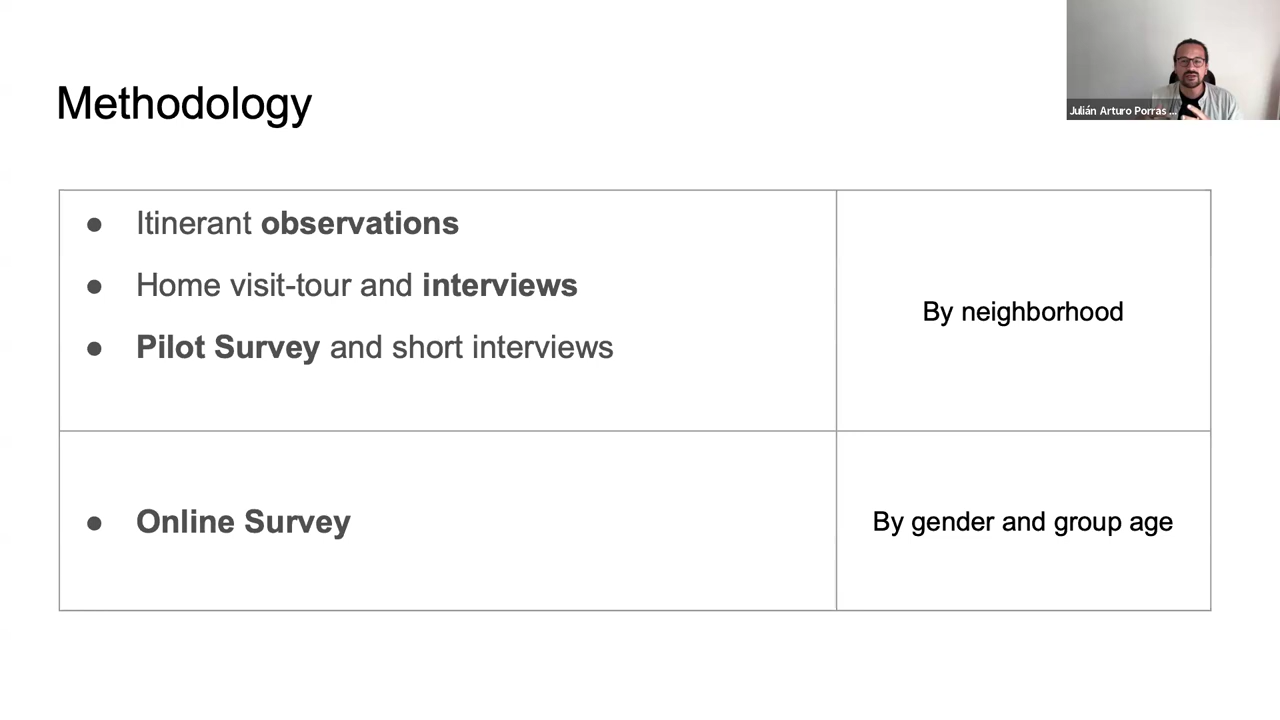 Methodology
Julián Arturo Porras ...
● Itinerant observations
● Home visit-tour and interviews
● Pilot Survey and short interviews
By neighborhood
● Online Survey
By gender and group age